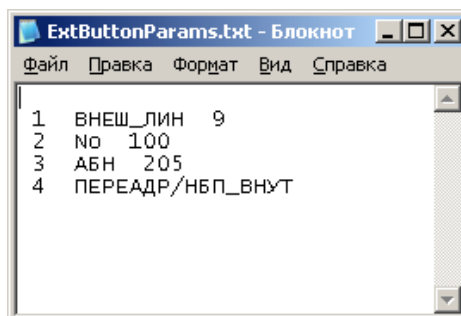 ExtButtonParams.txt - Блокнот
Файл Правка Формат Вид Справка
1 ВНЕШ_ЛИН 9
2 No 100
3 АБН 205
4 ПЕРЕАДР/НБП_ВНУТ